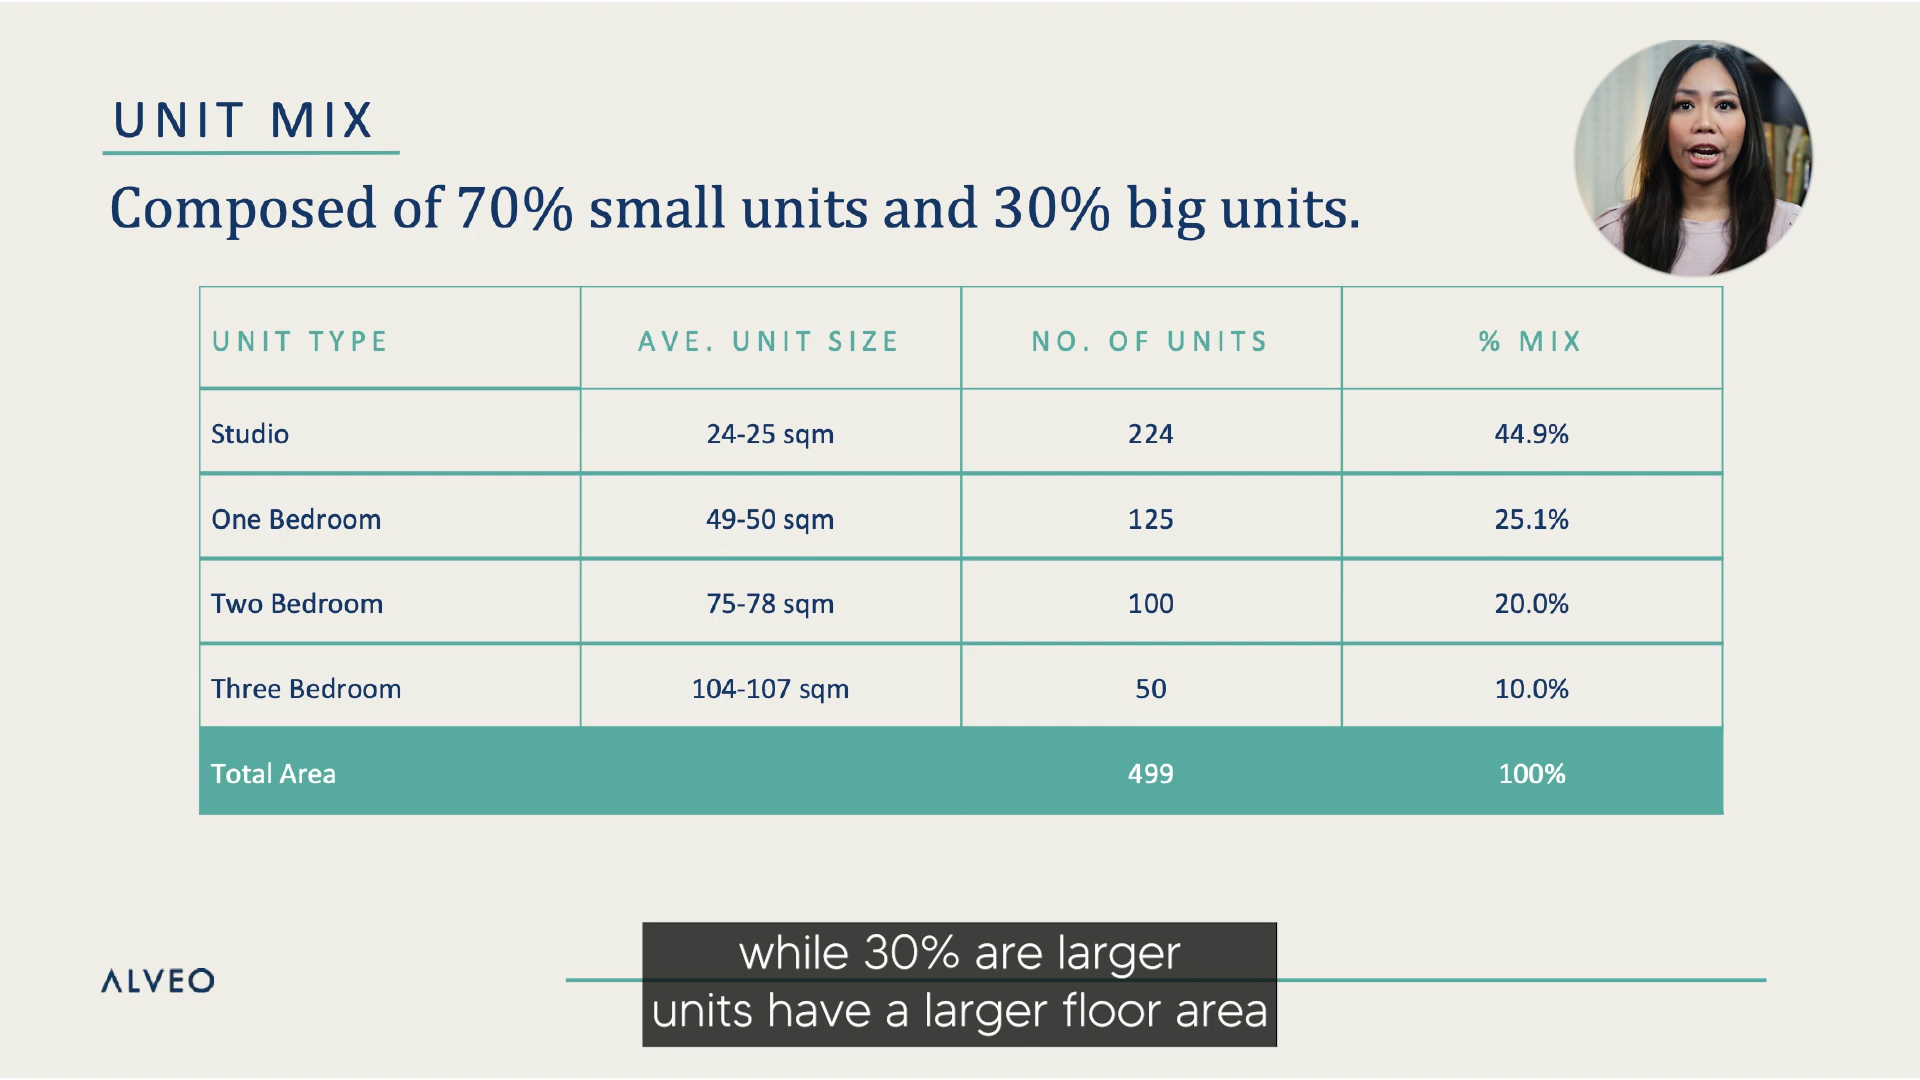 UNIT MIX
Composed of 70% small units and 30% big units.
UNIT TYPE AVE. UNIT SIZE NO. OF UNITS % MIX
Studio 24-25 sqm 224 44.9%
One Bedroom 49-50 sqm 125 25.1%
Two Bedroom 75-78 sqm 100 20.0%
Three Bedroom 104-107 sqm 50 10.0%
Total Area 499 100%
while 30% are larger
units have a larger floor area
ALVEO